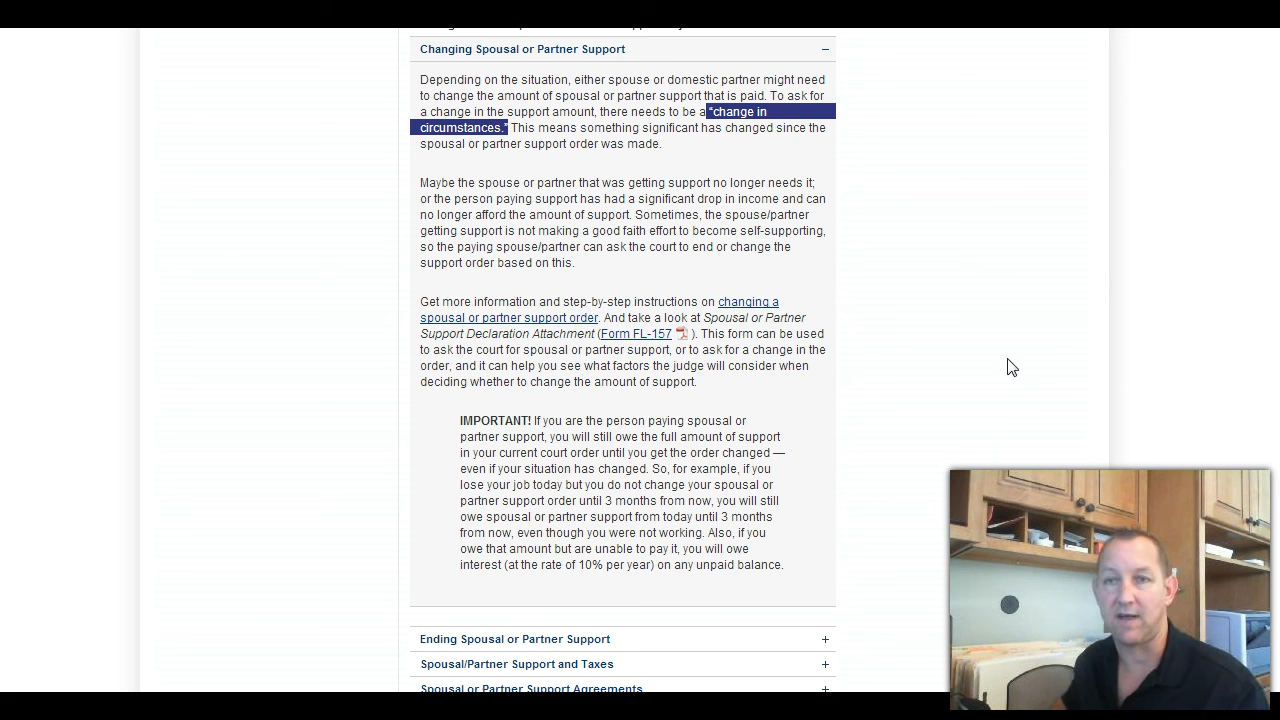 Changing Spousal or Partner Support
Depending on the situation, either spouse or domestic partner might need
to change the amount of spousal or partner support that is paid. To ask for
a change in the support amount, there needs to be a “change in
circumstances.” This means something significant has changed since the
spousal or partner support order was made.
Maybe the spouse or partner that was getting support no longer needs it;
or the person paying support has had a significant drop in income and can
no longer afford the amount of support. Sometimes, the spouse/partner
getting support is not making a good faith effort to become self-supporting,
so the paying spouse/partner can ask the court to end or change the
support order based on this.
Get more information and step-by-step instructions on changing a
spousal or partner support order. And take a look at Spousal or Partner
Support Declaration Attachment (Form FL-157 ). This form can be used
to ask the court for spousal or partner support, or to ask for a change in the
order, and it can help you see what factors the judge will consider when
deciding whether to change the amount of support.
IMPORTANT! If you are the person paying spousal or
partner support, you will still owe the full amount of support
in your current court order until you get the order changed —
even if your situation has changed. So, for example, if you
lose your job today but you do not change your spousal or
partner support order until 3 months from now, you will still
owe spousal or partner support from today until 3 months
from now, even though you were not working. Also, if you
owe that amount but are unable to pay it, you will owe
interest (at the rate of 10% per year) on any unpaid balance.
Ending Spousal or Partner Support
Spousal/Partner Support and Taxes
Spousal or Partner Support Agreements